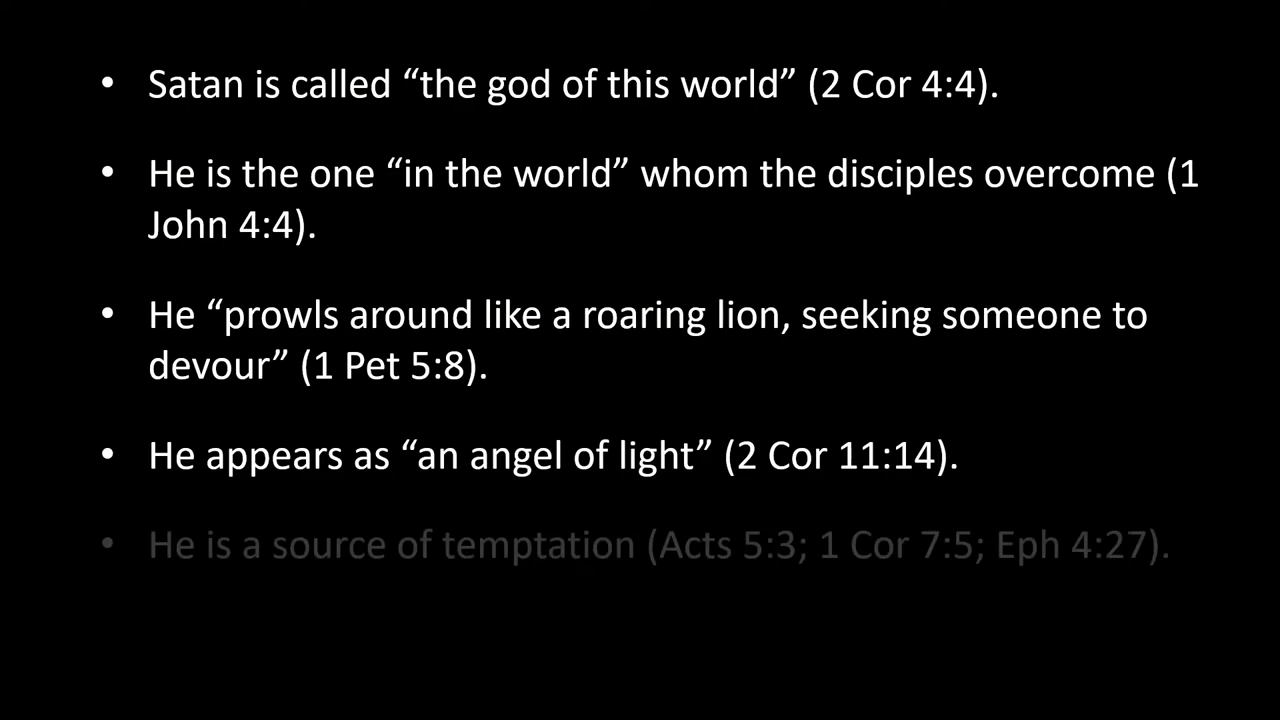 • Satan is called “the god of this world” (2 Cor 4:4).
• He is the one “in the world” whom the disciples overcome (1
John 4:4).
• He “prowls around like a roaring lion, seeking someone to
devour” (1 Pet 5:8).
• He appears as “an angel of light” (2 Cor 11:14).
• He is a source of temptation (Acts 5:3; 1 Cor 7:5; Eph 4:27).